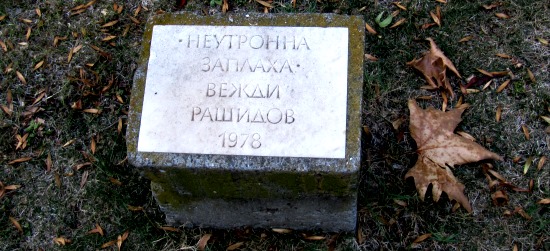 ·НЕУТРОННА
ЗАПЛАХА·
ВЕЖДИ
РАШИДОВ
1978